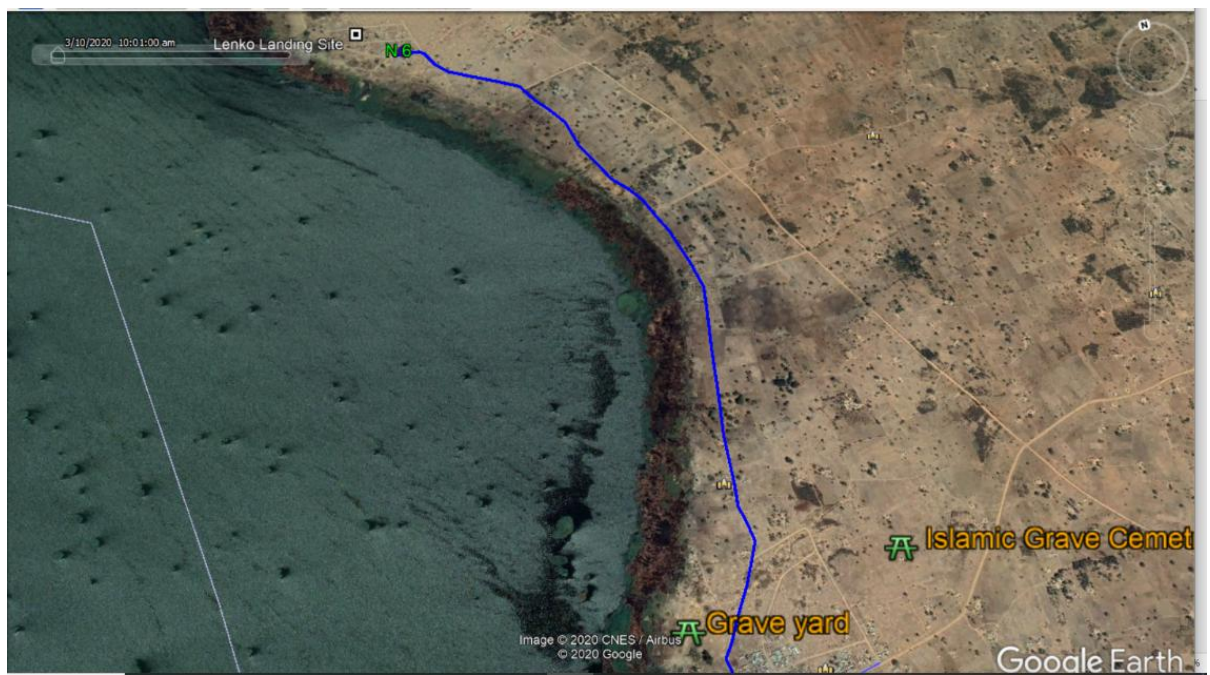 3/10/2020 10:01:00 am
Lenko Landing Site
N 6
N
Islamic Grave Cemet
Grave yard
Image © 2020 CNES / Airbus
© 2020 Google
Google Earth